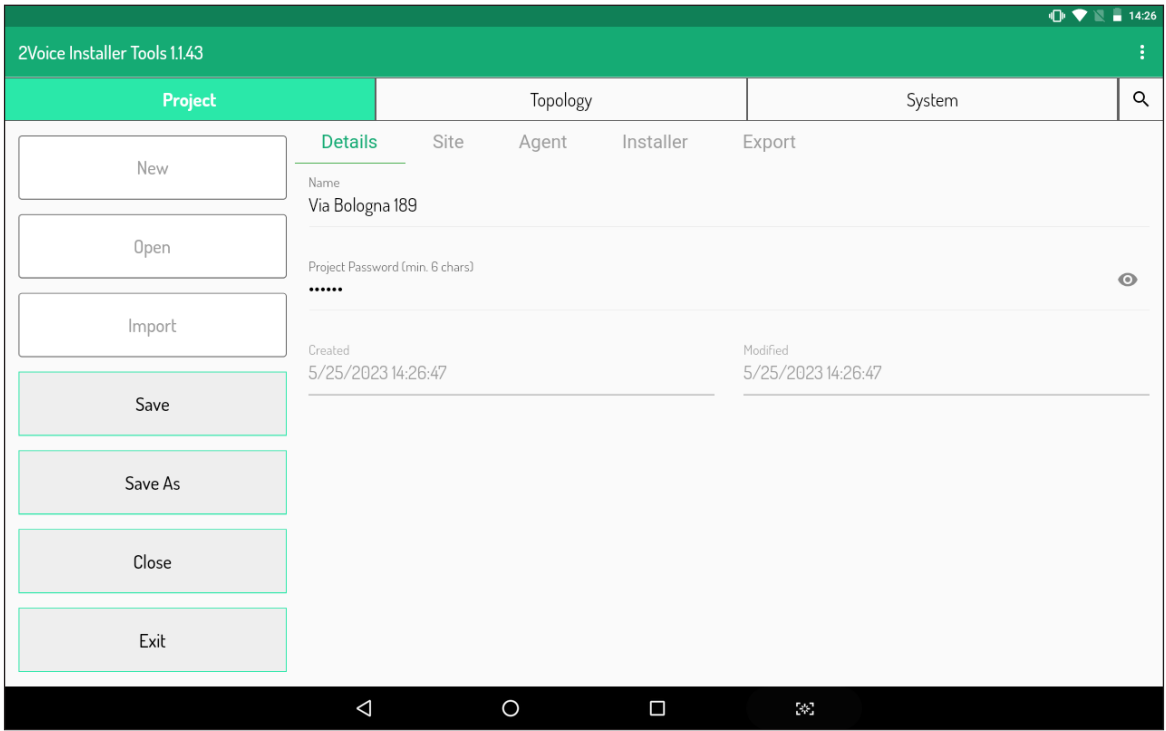 14:26
2Voice Installer Tools 1.1.43
Project
Topology
System
New
Open
Import
Save
Save As
Close
Exit
Details
Site
Agent
Installer
Export
Name
Via Bologna 189
Project Password (min. 6 chars)
••••••
Created
5/25/2023 14:26:47
Modified
5/25/2023 14:26:47